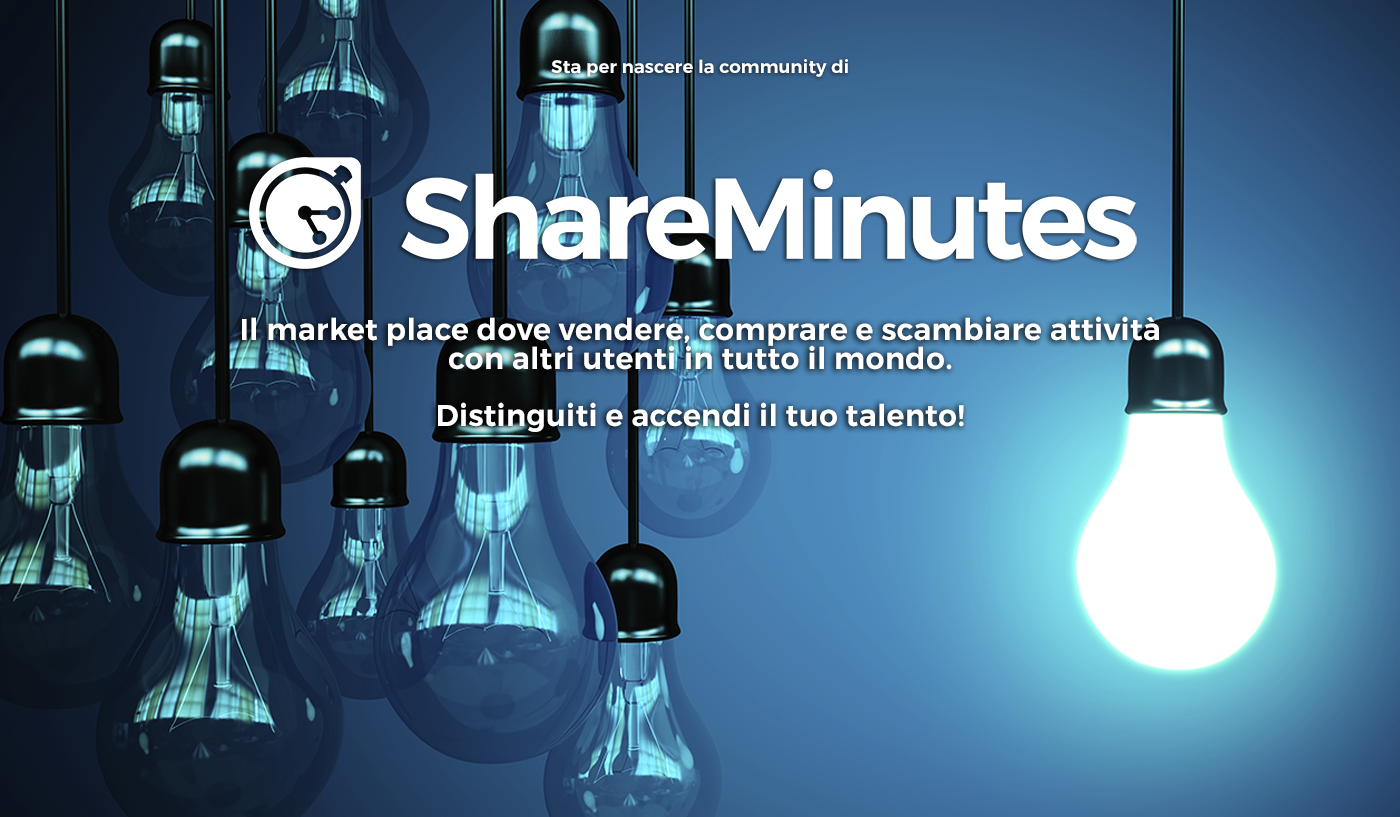 Sta per nascere la community di
ShareMinutes
Il market place dove vendere, comprare e scambiare attività
con altri utenti in tutto il mondo.
Distinguiti e accendi il tuo talento!